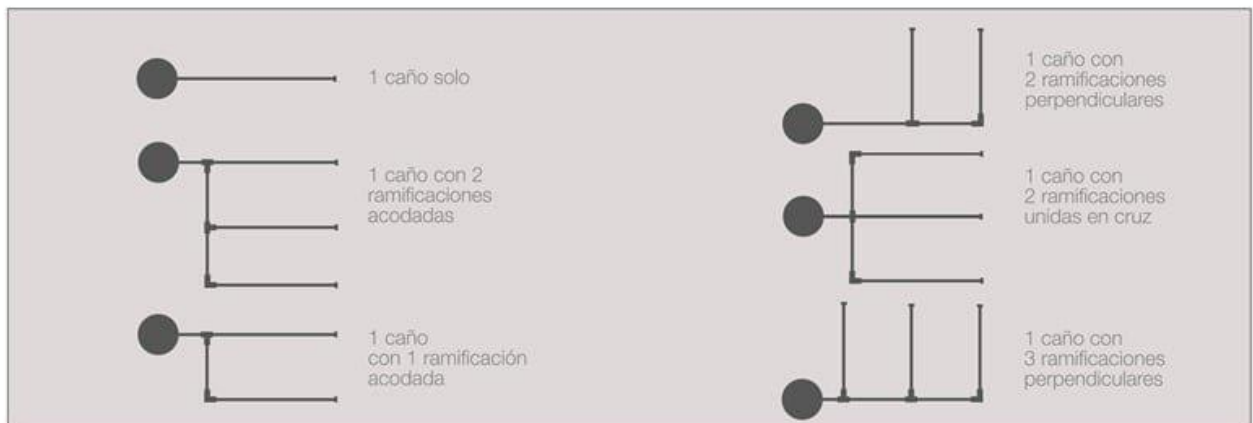 1 caño solo
1 caño con 2
ramificaciones
acodadas
1 caño
con 1 ramificación
acodada
1 caño con
2 ramificaciones
perpendiculares
1 caño con
2 ramificaciones
unidas en cruz
1 caño con
3 ramificaciones
perpendiculares